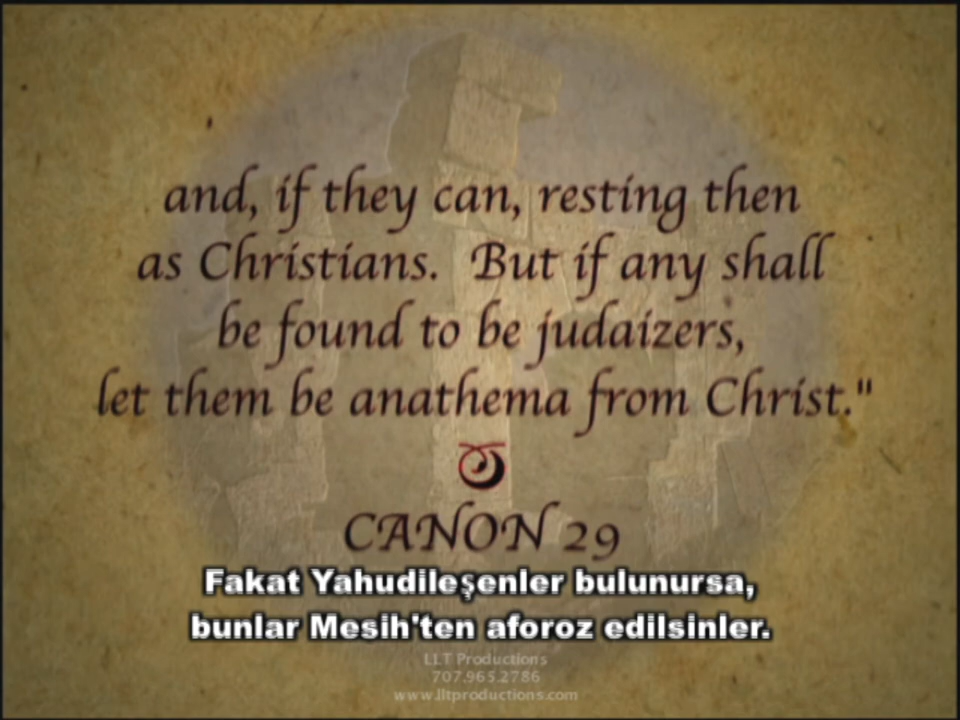 and, if they can, resting then
as Christians. But if any shall
be found to be judaizers,
let them be anathema from Christ."
CANON 29
Fakat Yahudileşenler bulunursa,
bunlar Mesih'ten aforoz edilsinler.
LLT Productions
707.965.2786
www.lltproductions.com